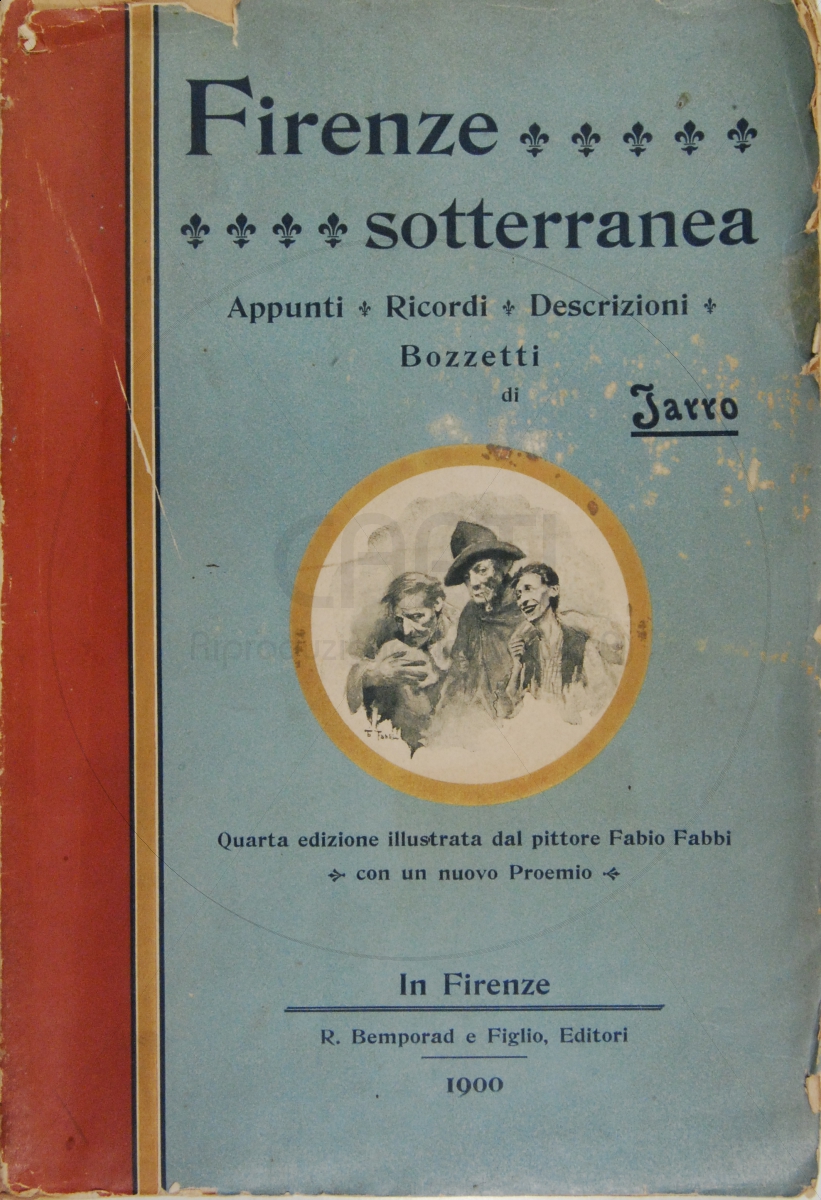 Firenze
sotterranea
Appunti Ricordi Descrizioni
Bozzetti
di
Jarro
F. Fabbi
Quarta edizione illustrata dal pittore Fabio Fabbi
con un nuovo Proemio
In Firenze
R. Bemporad e Figlio, Editori
1900